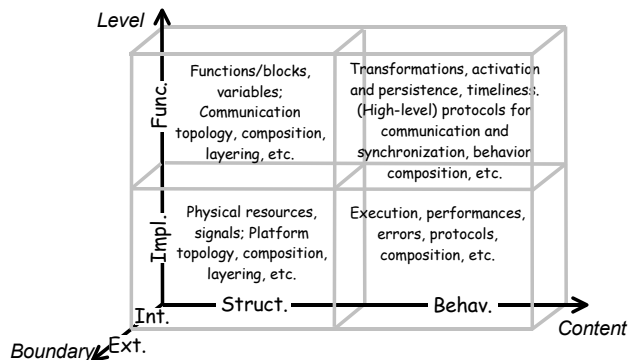 Level
Func.
Functions/blocks,
variables;
Communication
topology, composition,
layering, etc.
Transformations, activation
and persistence, timeliness.
(High-level) protocols for
communication and
synchronization, behavior
composition, etc.
Impl.
Physical resources,
signals; Platform
topology, composition,
layering, etc.
Execution, performances,
errors, protocols,
composition, etc.
Int.
Struct.
Behav.
Content
Boundary
Ext.